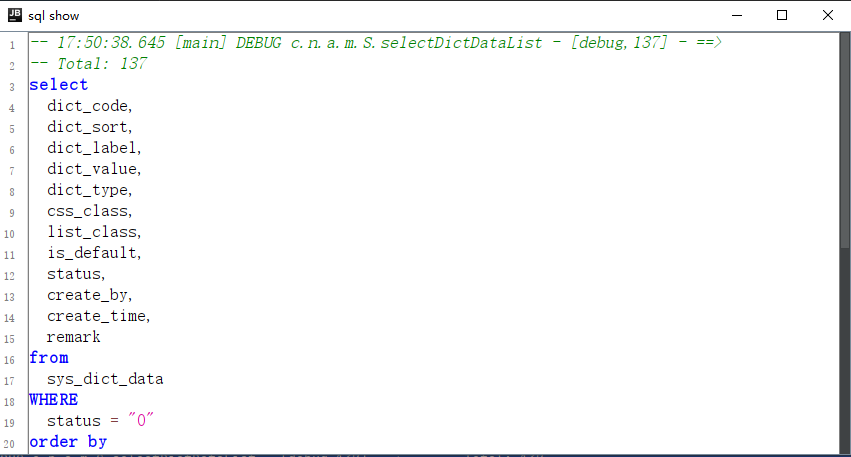 JB sql show
1 -- 17:50:38.645 [main] DEBUG c.n.a.m.S.selectDictDataList - [debug,137] - ==>
2 -- Total: 137
3 select
4 dict_code,
5 dict_sort,
6 dict_label,
7 dict_value,
8 dict_type,
9 css_class,
10 list_class,
11 is_default,
12 status,
13 create_by,
14 create_time,
15 remark
16 from
17 sys_dict_data
18 WHERE
19 status = "0"
20 order by